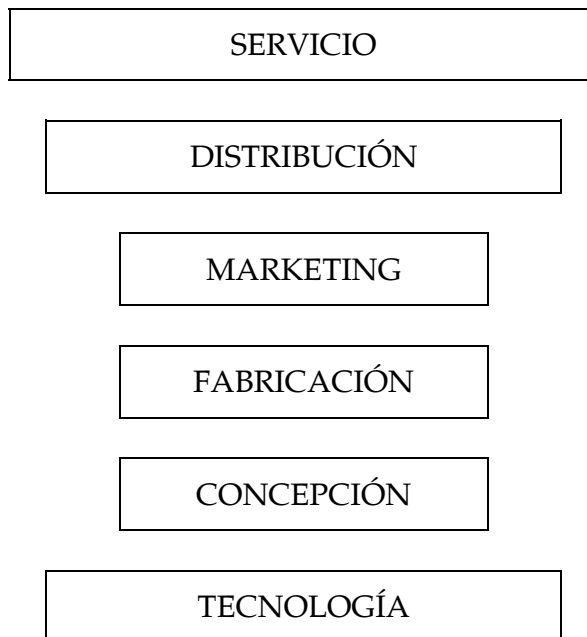 SERVICIO
DISTRIBUCIÓN
MARKETING
FABRICACIÓN
CONCEPCIÓN
TECNOLOGÍA